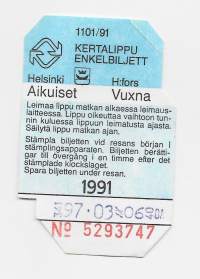 1101/91
KERTALIPPU
ENKELBILJETT
Helsinki H:fors
Aikuiset Vuxna
Leimaa lippu matkan alkaessa leimaus-
laitteessa. Lippu oikeuttaa vaihtoon tun-
nin kuluessa lippuun leimatusta ajasta.
Säilytä lippu matkan ajan.
Stämpla biljetten vid resans början i
stämplingsapparaten. Biljetten berätti-
gar till övergång i en timme efter det
stämplade klockslaget.
Spara biljetten under resan.
1991
Nº 5293747